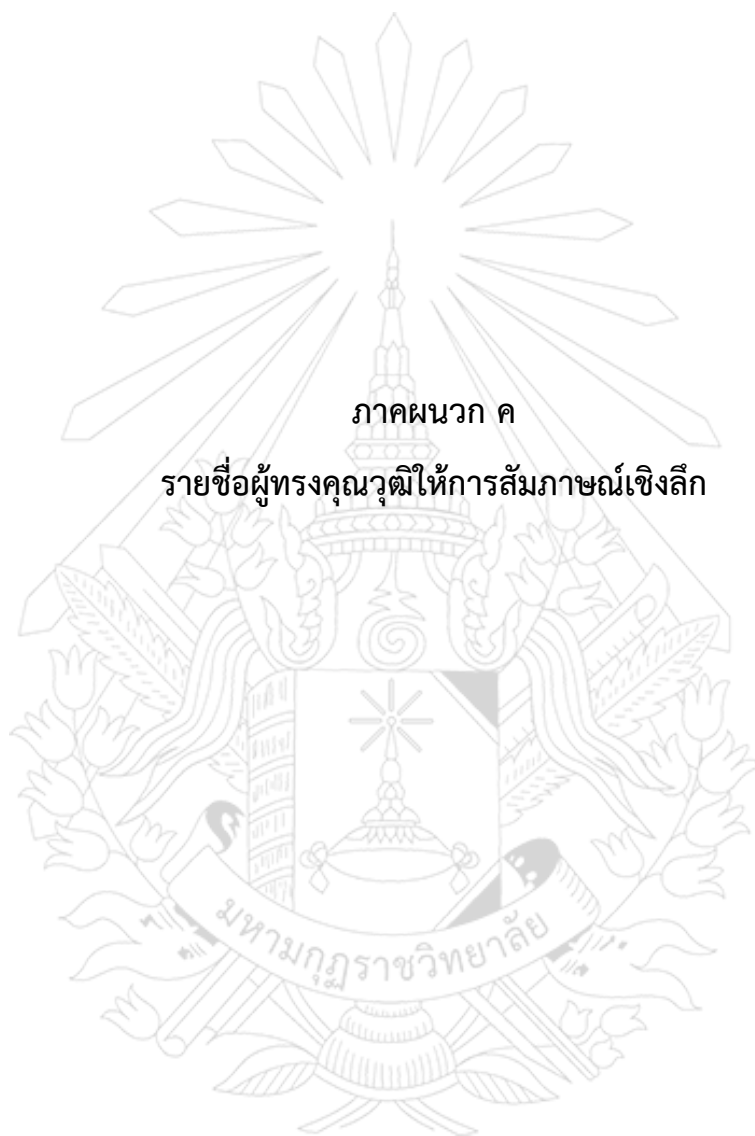 ภาคผนวก ค
รายชื่อผู้ทรงคุณวุฒิให้การสัมภาษณ์เชิงลึก
มหามกุฏราชวิทยาลัย